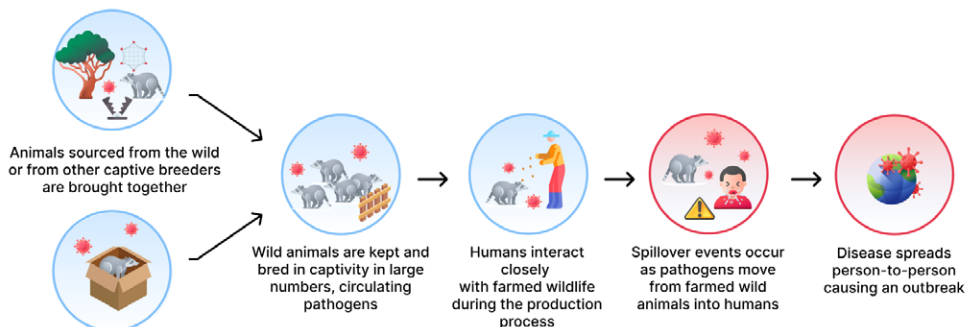 Animals sourced from the wild
or from other captive breeders
are brought together
Wild animals are kept and
bred in captivity in large
numbers, circulating
pathogens
Humans interact
closely
with farmed wildlife
during the production
process
Spillover events occur
as pathogens move
from farmed wild
animals into humans
Disease spreads
person-to-person
causing an outbreak